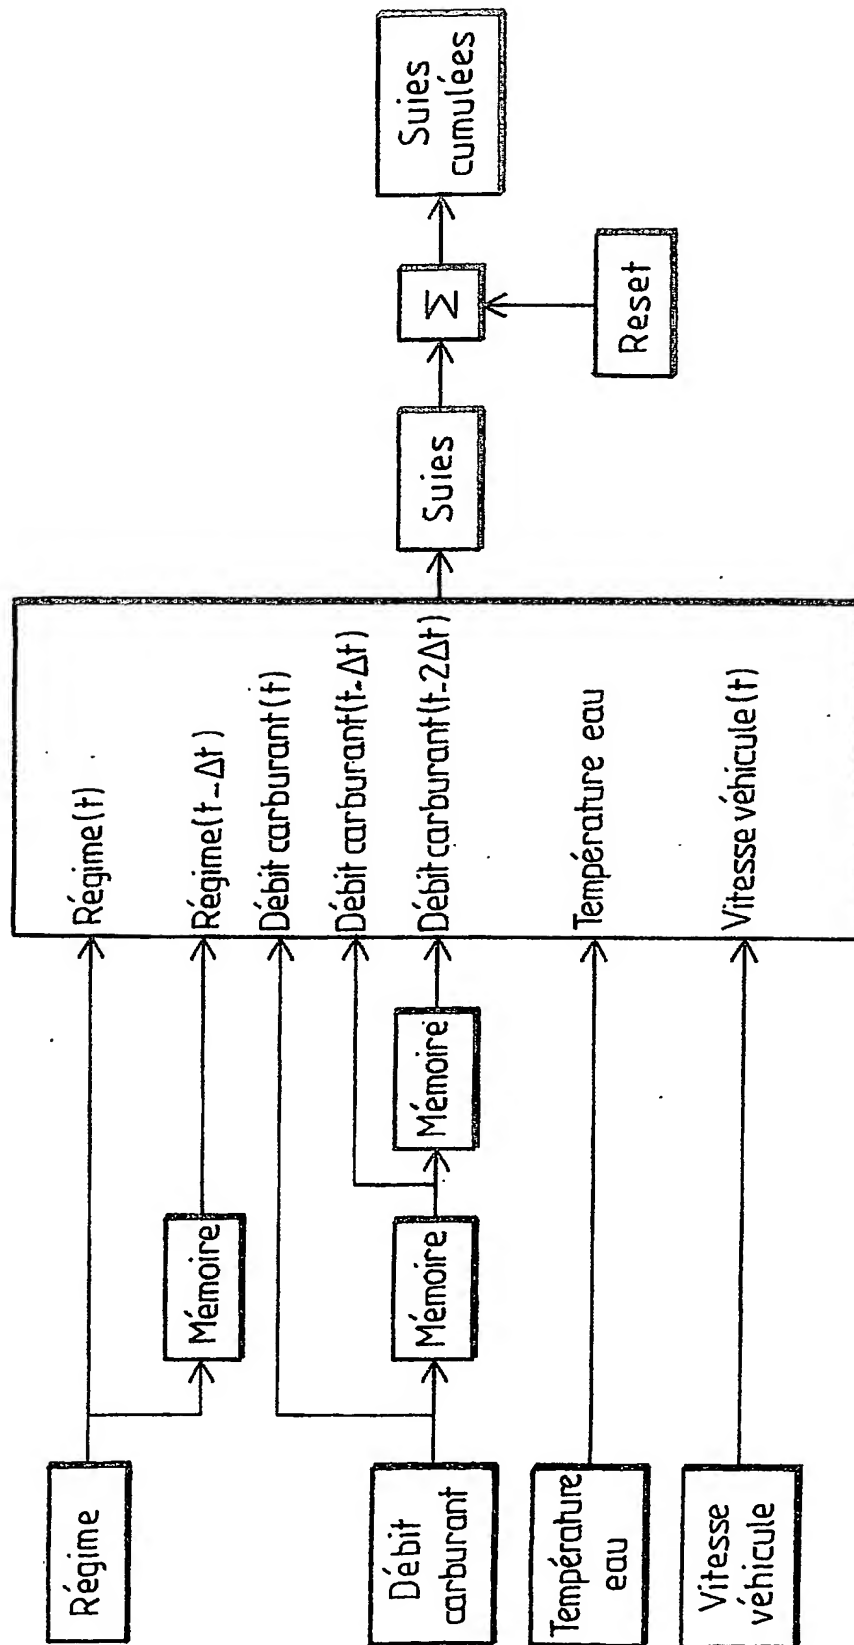 Régime
Débit
carburant
Température
eau
Vitesse
véhicule
Mémoire
Mémoire
Mémoire
Régime(t)
Régime(t-Δt)
Débit carburant(t)
Débit carburant(t-Δt)
Débit carburant(t-2Δt)
Température eau
Vitesse véhicule(t)
Suies
Σ
Reset
Suies
cumulées